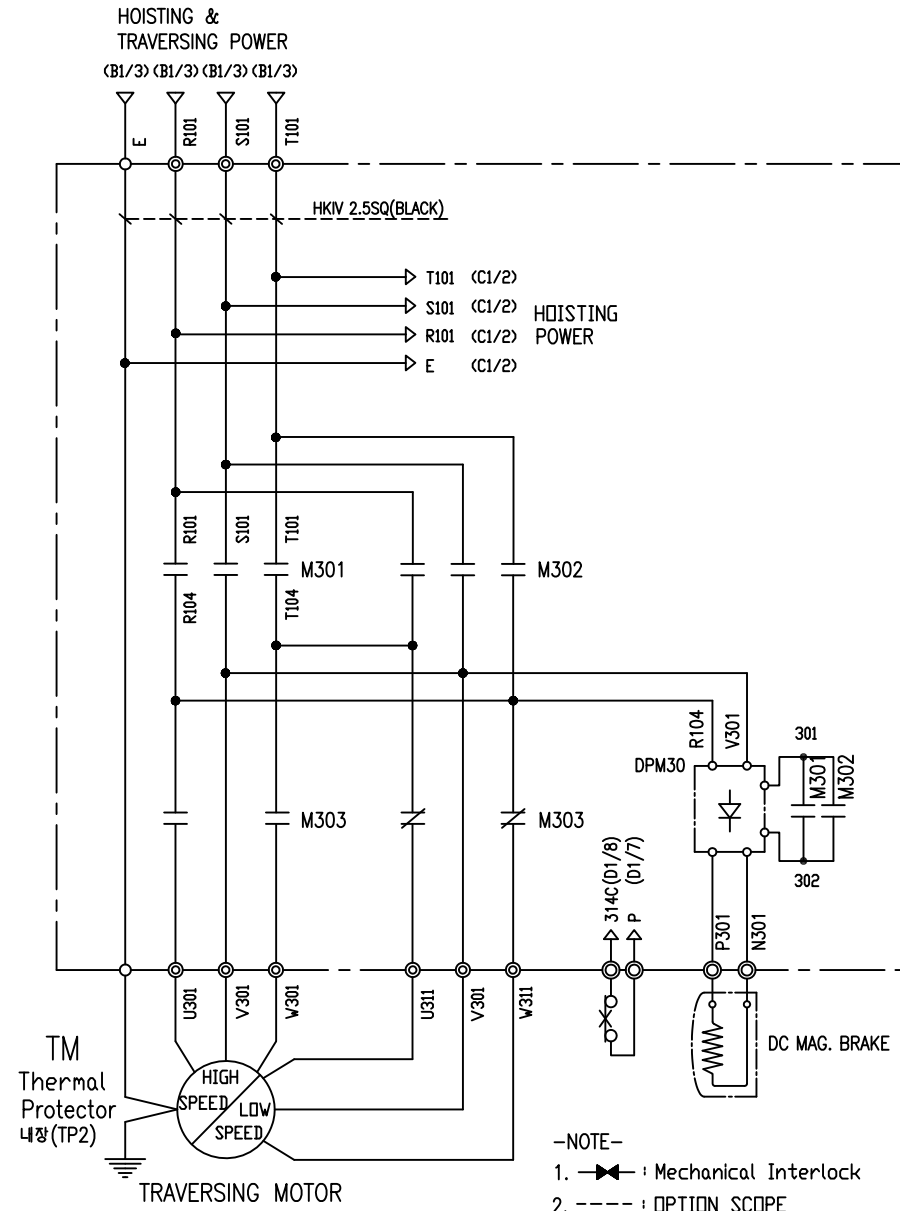 HOISTING &
TRAVERSING POWER
(B1/3) (B1/3) (B1/3) (B1/3)
E
R101
S101
T101
HKIV 2.5SQ(BLACK)
T101 (C1/2)
S101 (C1/2)
R101 (C1/2)
E (C1/2)
HOISTING
POWER
R101
S101
T101
M301
M302
R104
T104
R104
V301
301
DPM30
M301
M302
M303
M303
302
314C(D1/8)
P (D1/7)
P301
N301
U301
V301
W301
U311
V301
W311
TM
Thermal
Protector
내장(TP2)
HIGH
SPEED
LOW
SPEED
DC MAG. BRAKE
TRAVERSING MOTOR
-NOTE-
1. : Mechanical Interlock
2. ---- : OPTION SCOPE